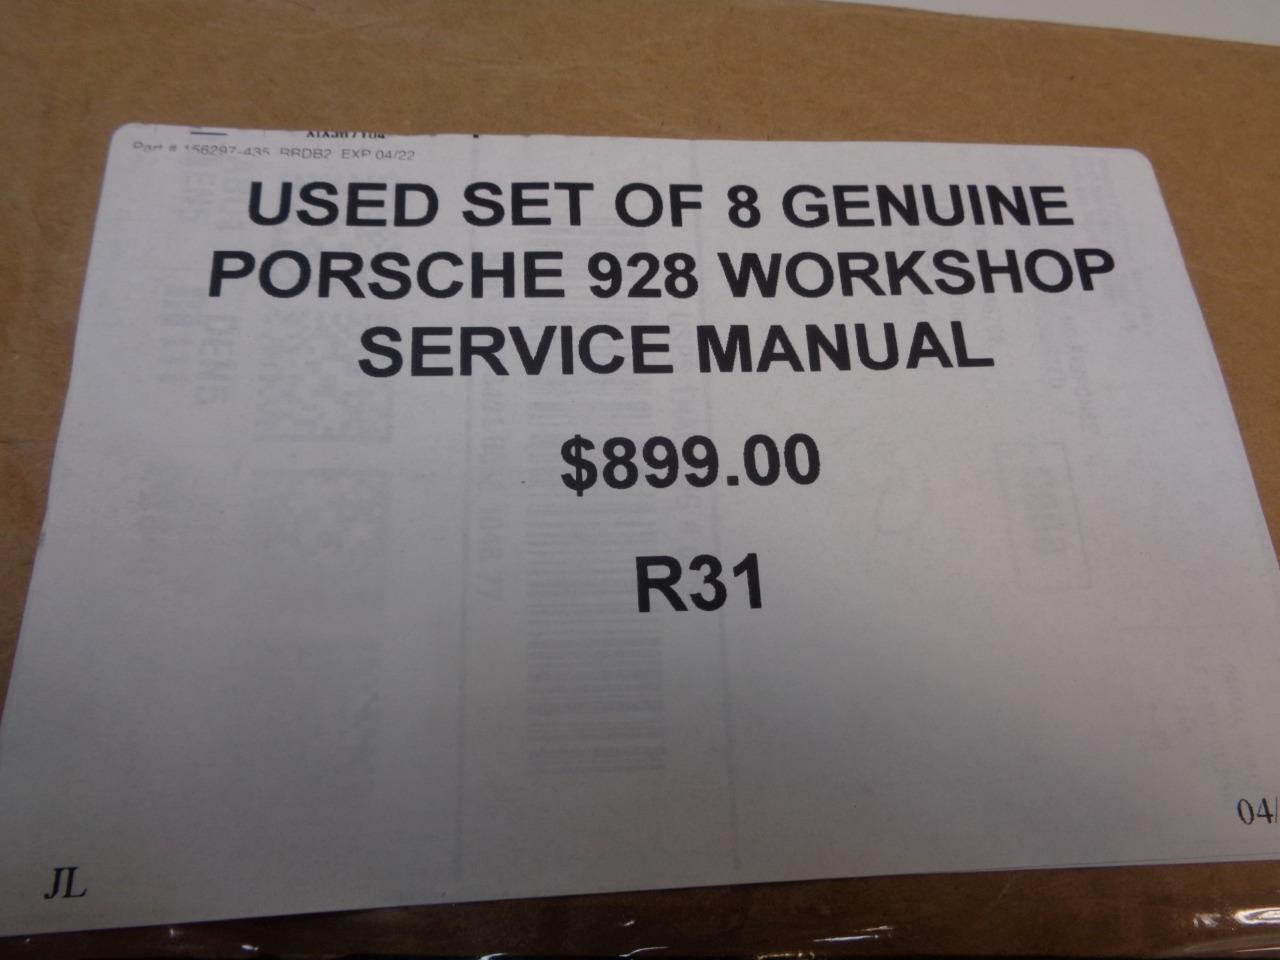 Part # 156297-435 RRDB2 EXP 04/22
USED SET OF 8 GENUINE
PORSCHE 928 WORKSHOP
SERVICE MANUAL
$899.00
R31
04/
JL